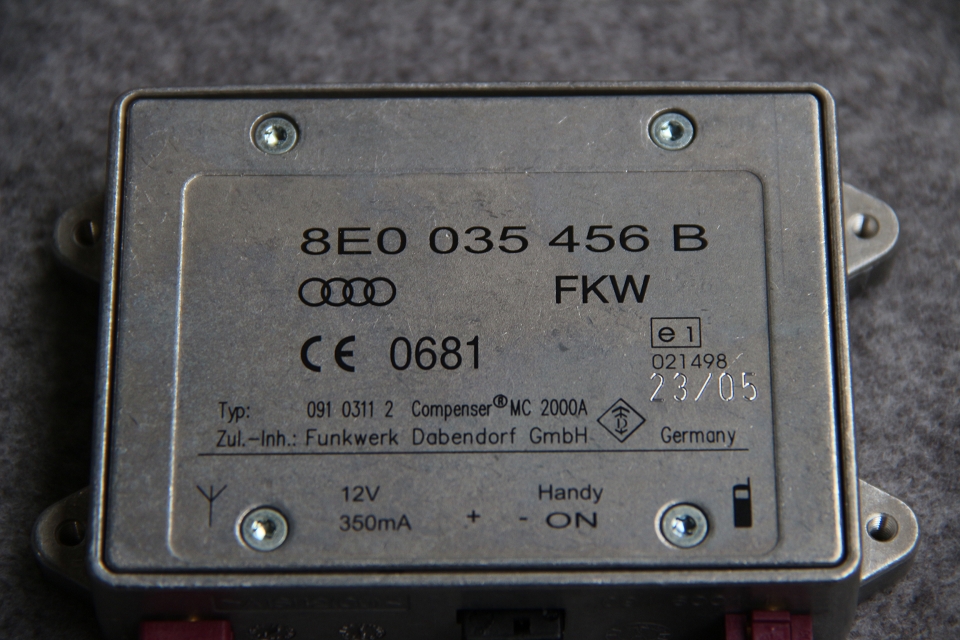 8E0 035 456 B
FKW
CE 0681
e1
021498
23/05
Typ: 091 0311 2 Compenser® MC 2000A
Zul.-Inh.: Funkwerk Dabendorf GmbH Germany
12V Handy
350mA + - ON